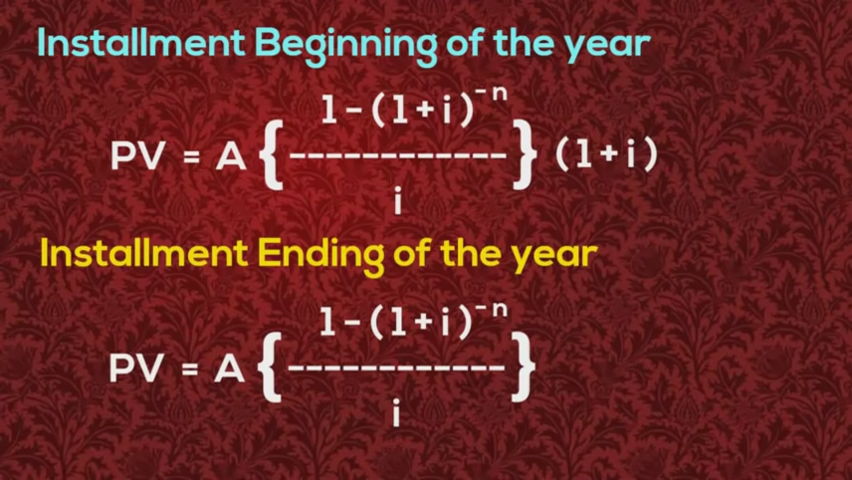 Installment Beginning of the year
1-(1+i)⁻ⁿ
PV = A {------------} (1+i)
i
Installment Ending of the year
1-(1+i)⁻ⁿ
PV = A {------------}
i